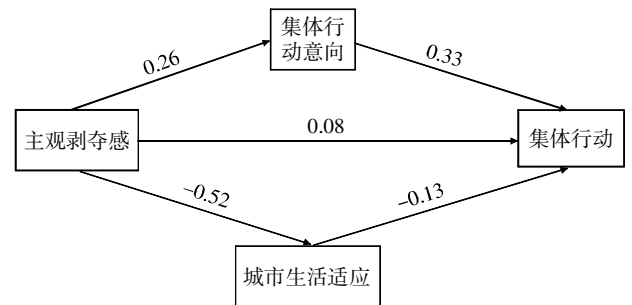 集体行
动意向
0.26
0.33
主观剥夺感
0.08
集体行动
-0.52
-0.13
城市生活适应